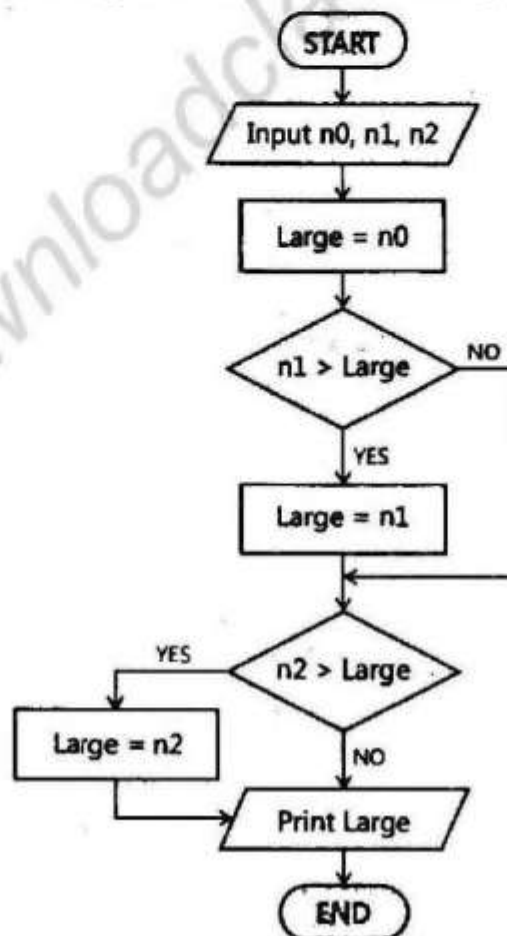 START
Input n0, n1, n2
Large = n0
n1 > Large
NO
YES
Large = n1
YES
n2 > Large
Large = n2
NO
Print Large
END